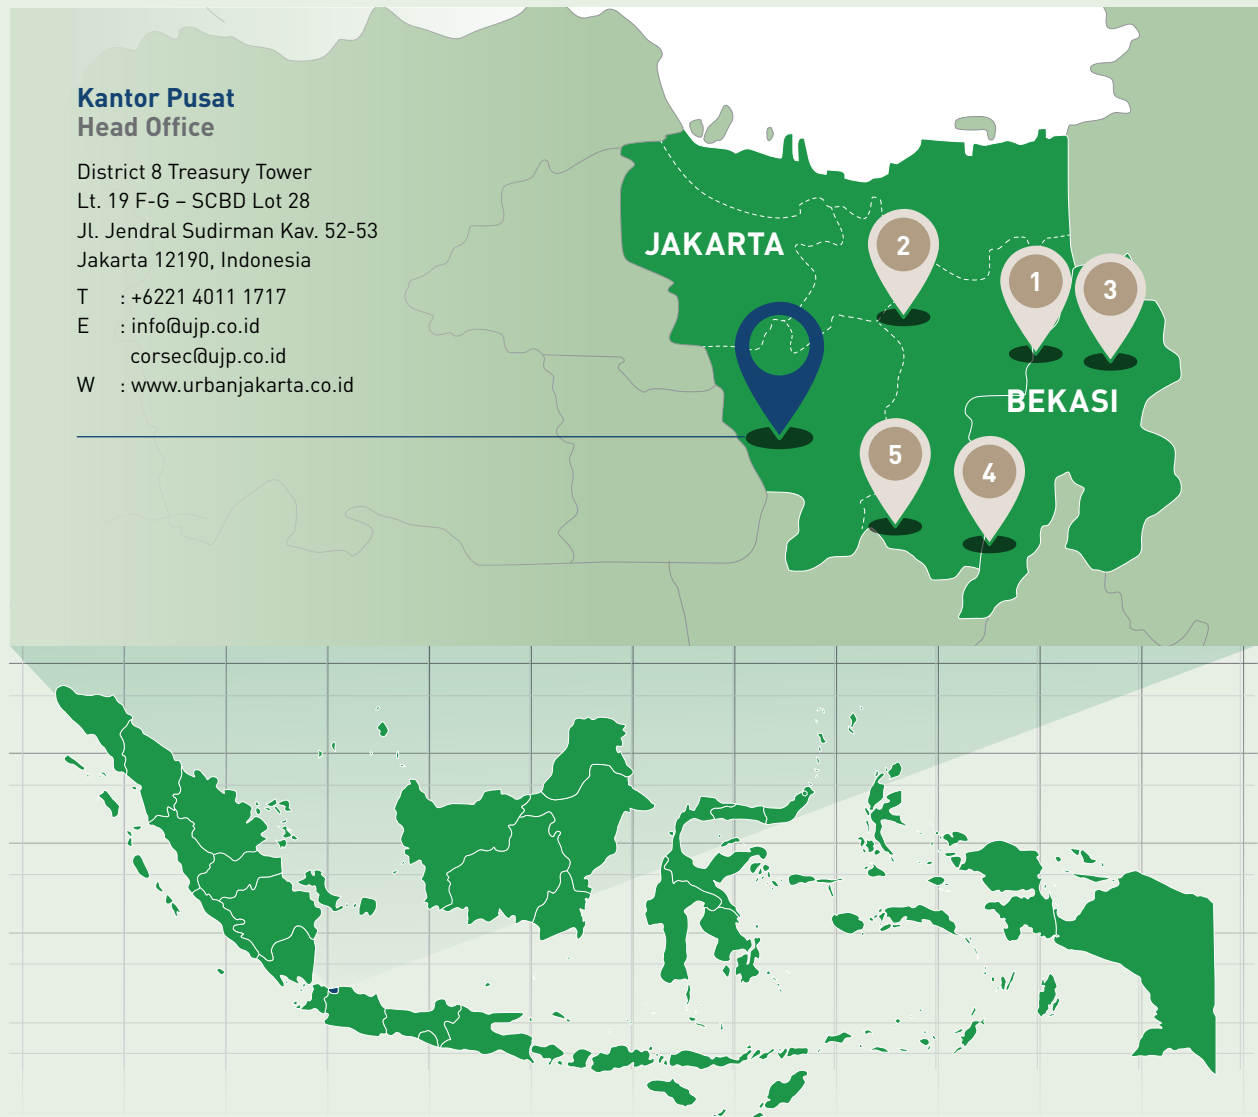 Kantor Pusat
Head Office
District 8 Treasury Tower
Lt. 19 F-G – SCBD Lot 28
Jl. Jendral Sudirman Kav. 52-53
Jakarta 12190, Indonesia
T : +6221 4011 1717
E : info@ujp.co.id
corsec@ujp.co.id
W : www.urbanjakarta.co.id
JAKARTA
2
1
3
BEKASI
5
4